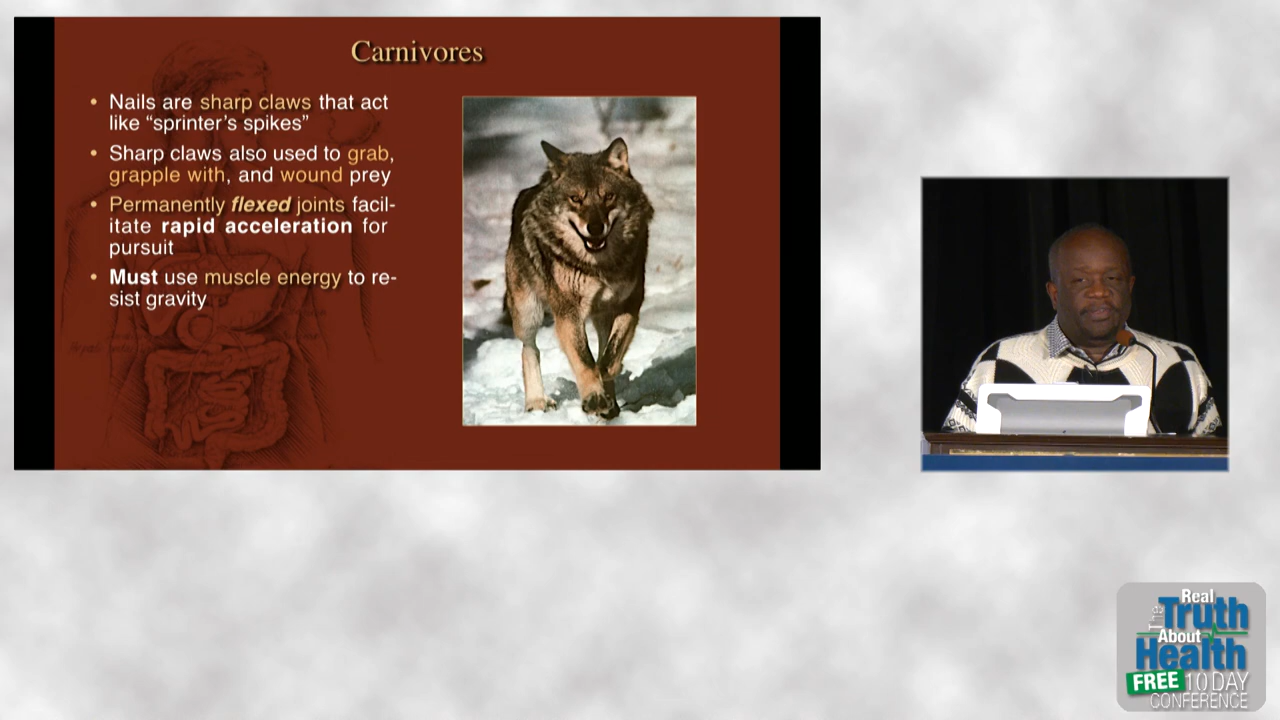 Carnivores
• Nails are sharp claws that act
like “sprinter’s spikes”
• Sharp claws also used to grab,
grapple with, and wound prey
• Permanently flexed joints facil-
itate rapid acceleration for
pursuit
• Must use muscle energy to re-
sist gravity
The Real
Truth
About
Health
FREE 10 DAY
CONFERENCE